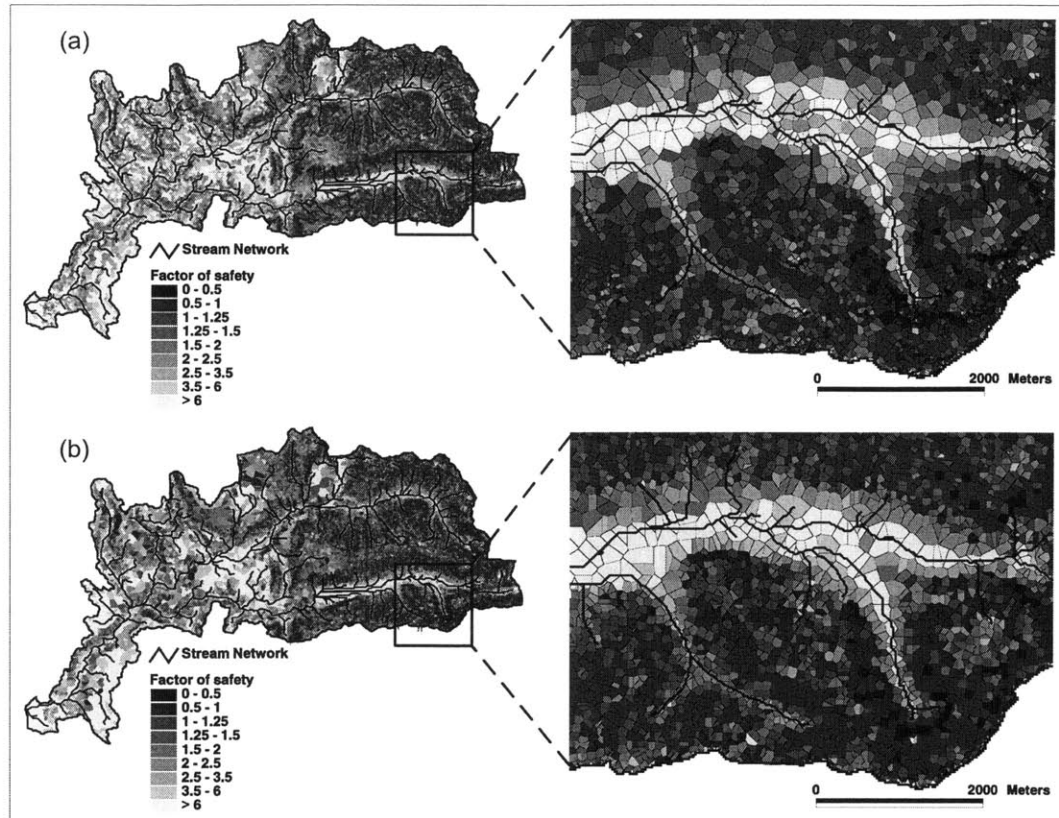 (a)
Stream Network
Factor of safety
0 - 0.5
0.5 - 1
1 - 1.25
1.25 - 1.5
1.5 - 2
2 - 2.5
2.5 - 3.5
3.5 - 6
> 6
0 2000 Meters
(b)
Stream Network
Factor of safety
0 - 0.5
0.5 - 1
1 - 1.25
1.25 - 1.5
1.5 - 2
2 - 2.5
2.5 - 3.5
3.5 - 6
> 6
0 2000 Meters